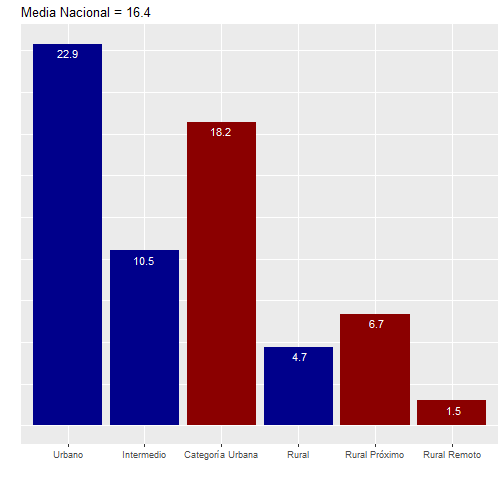 Media Nacional = 16.4
22.9
10.5
18.2
4.7
6.7
1.5
Urbano
Intermedio
Categoría Urbana
Rural
Rural Próximo
Rural Remoto